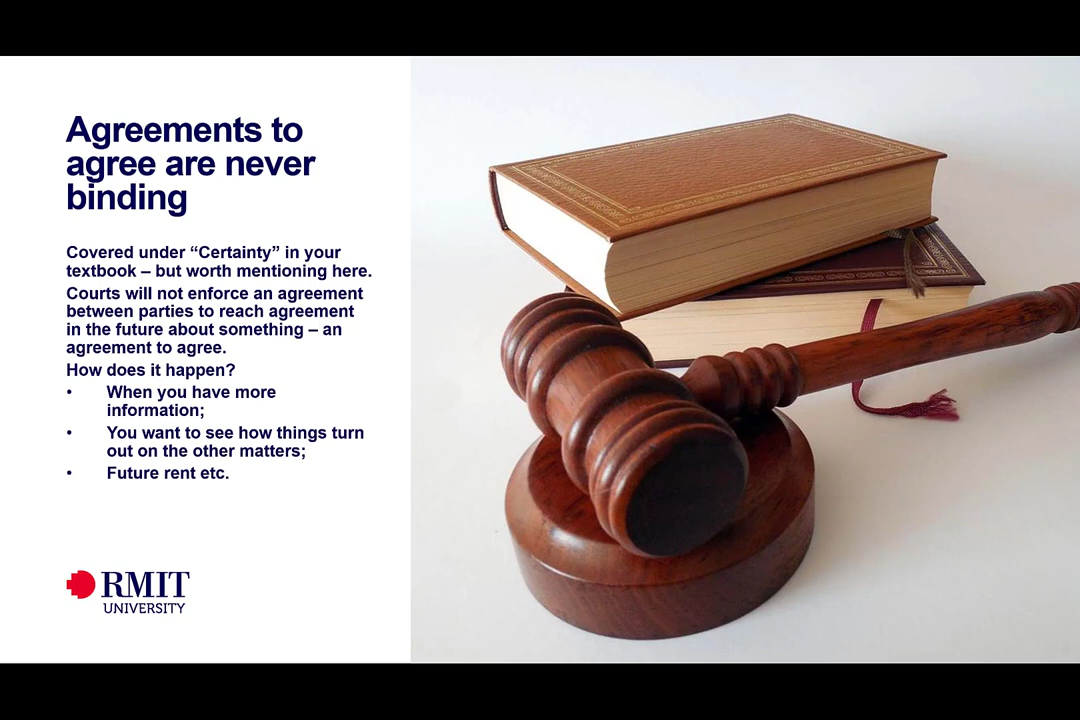 Agreements to
agree are never
binding
Covered under “Certainty” in your
textbook – but worth mentioning here.
Courts will not enforce an agreement
between parties to reach agreement
in the future about something – an
agreement to agree.
How does it happen?
• When you have more
information;
• You want to see how things turn
out on the other matters;
• Future rent etc.
RMIT
UNIVERSITY